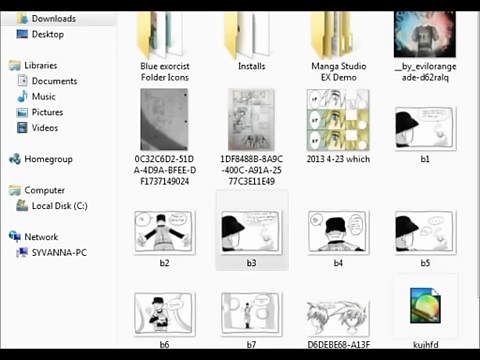 Downloads
Desktop
Libraries
Documents
Music
Pictures
Videos
Homegroup
Computer
Local Disk (C:)
Network
SYVANNA-PC
Blue exorcist
Folder Icons
Installs
Manga Studio
EX Demo
__by_evilorange
ade-d62ralq
0C32C6D2-51D
A-4D9A-BFEE-D
F1737149024
1DF8488B-8A9C
-400C-A91A-25
77C3E11E49
2013 4-23 which
b1
b2
b3
b4
b5
b6
b7
D6DEBE68-A13F
kujhfd